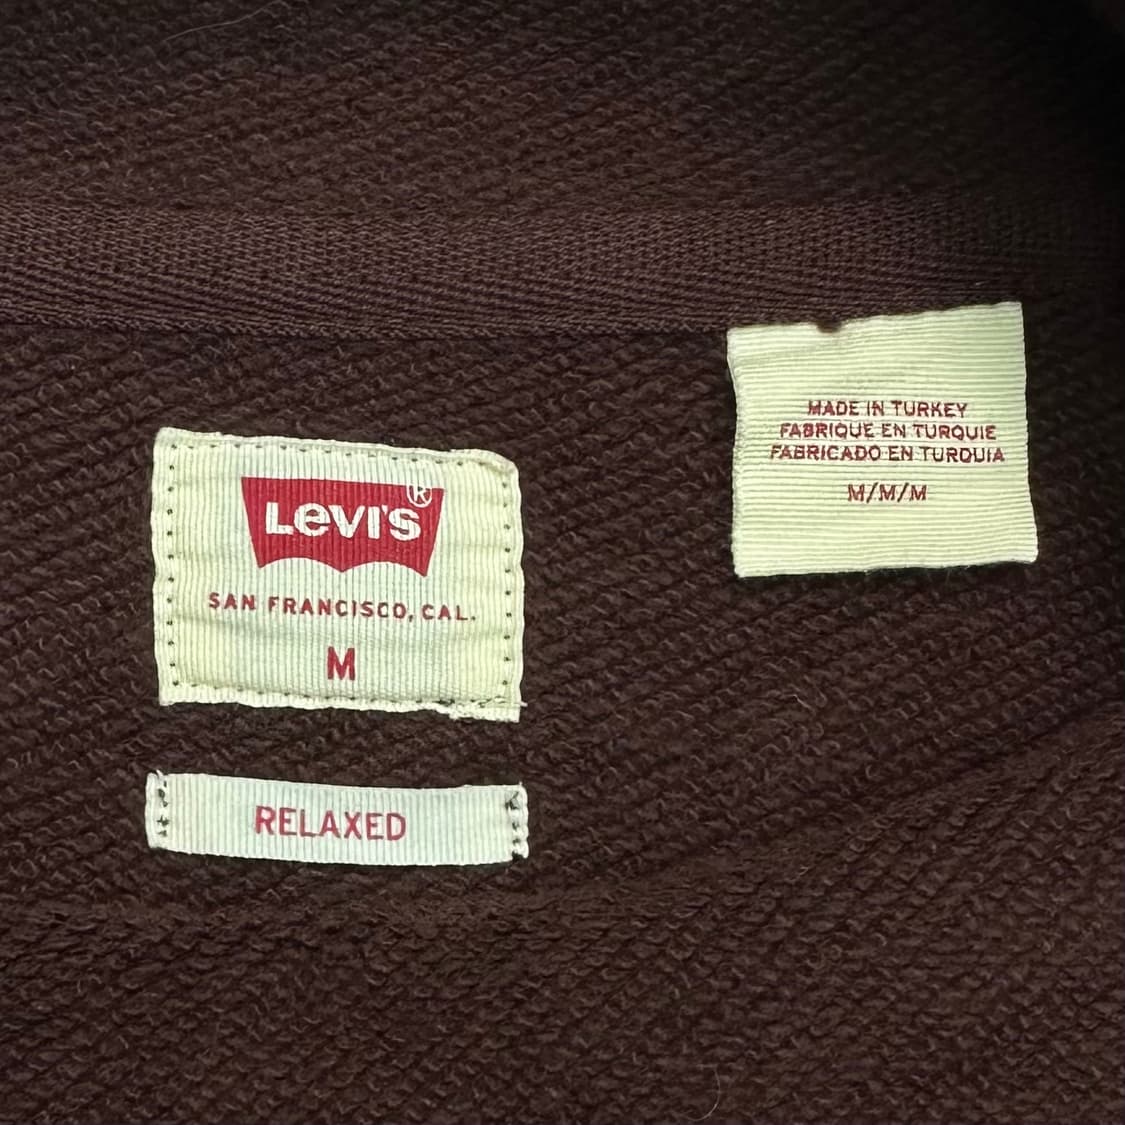 LEVI'S®
SAN FRANCISCO, CAL.
M
RELAXED
MADE IN TURKEY
FABRIQUE EN TURQUIE
FABRICADO EN TURQUIA
M/M/M